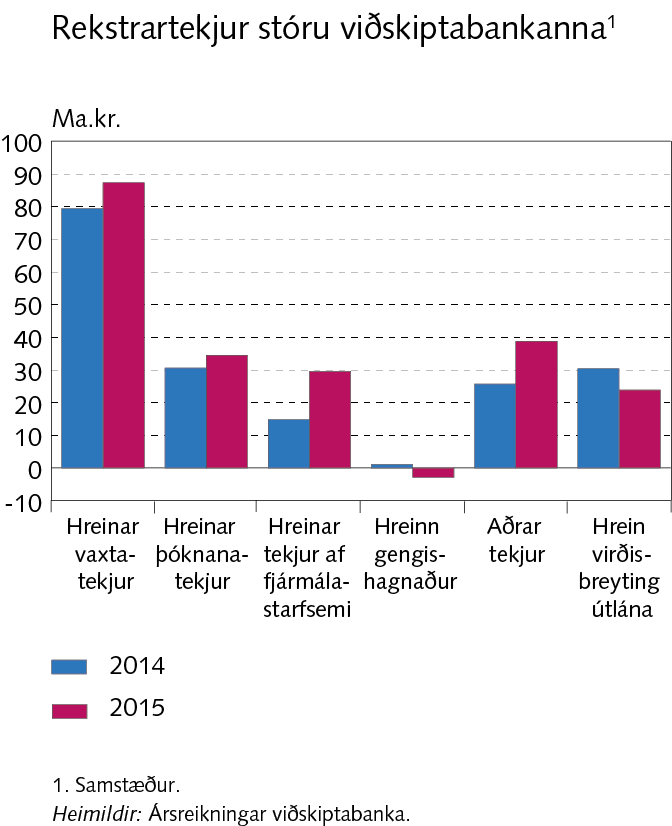 Rekstrartekjur stóru viðskiptabankanna¹
Ma.kr.
100
90
80
70
60
50
40
30
20
10
0
-10
Hreinar
vaxta-
tekjur
Hreinar
þóknana-
tekjur
Hreinar
tekjur af
fjármála-
starfsemi
Hreinn
gengis-
hagnaður
Aðrar
tekjur
Hrein
virðis-
breyting
útlána
2014
2015
1. Samstæður.
Heimildir: Ársreikningar viðskiptabanka.